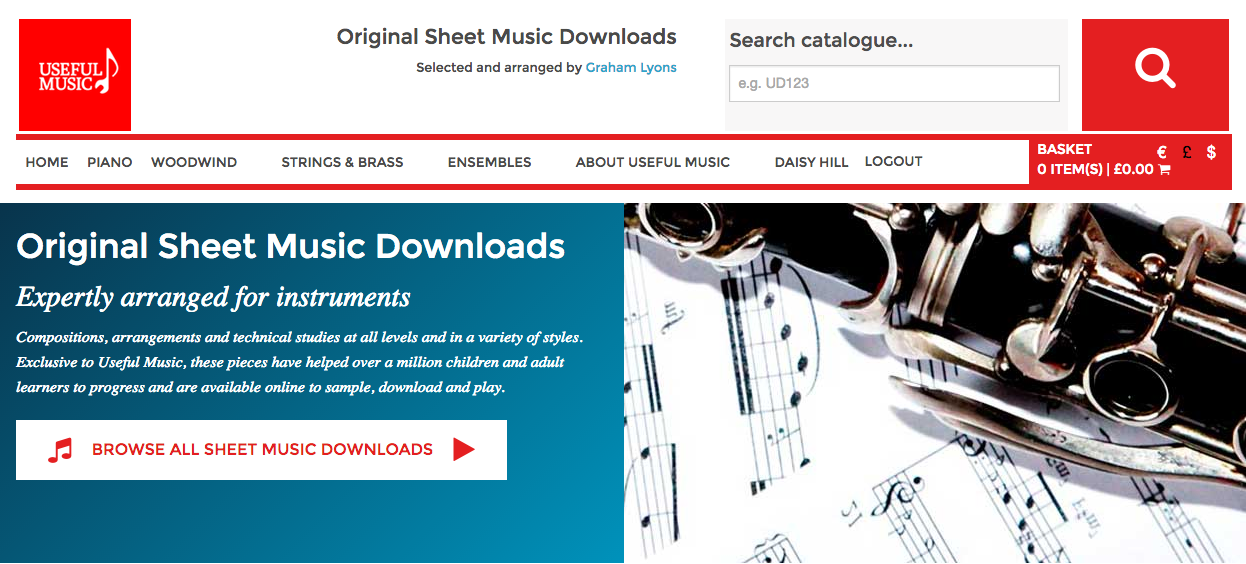 USEFUL
MUSIC
Original Sheet Music Downloads
Selected and arranged by Graham Lyons
Search catalogue...
e.g. UD123
HOME PIANO WOODWIND STRINGS & BRASS ENSEMBLES ABOUT USEFUL MUSIC DAISY HILL LOGOUT
BASKET € £ $
0 ITEM(S) | £0.00
Original Sheet Music Downloads
Expertly arranged for instruments
Compositions, arrangements and technical studies at all levels and in a variety of styles.
Exclusive to Useful Music, these pieces have helped over a million children and adult
learners to progress and are available online to sample, download and play.
BROWSE ALL SHEET MUSIC DOWNLOADS